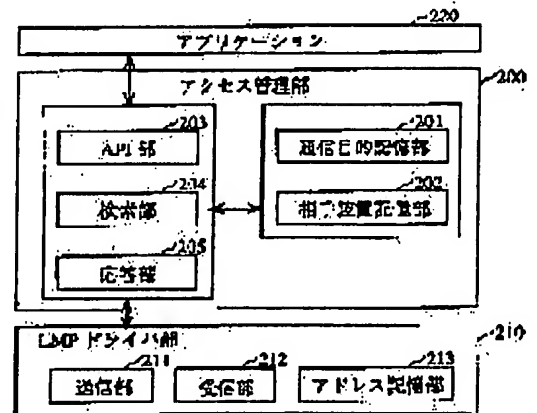 220
アプリケーション
アクセス管理部
200
203
API部
201
通信目的記憶部
204
検索部
202
相手装置記憶部
205
応答部
LMPドライバ部
210
211
送信部
212
受信部
213
アドレス記憶部